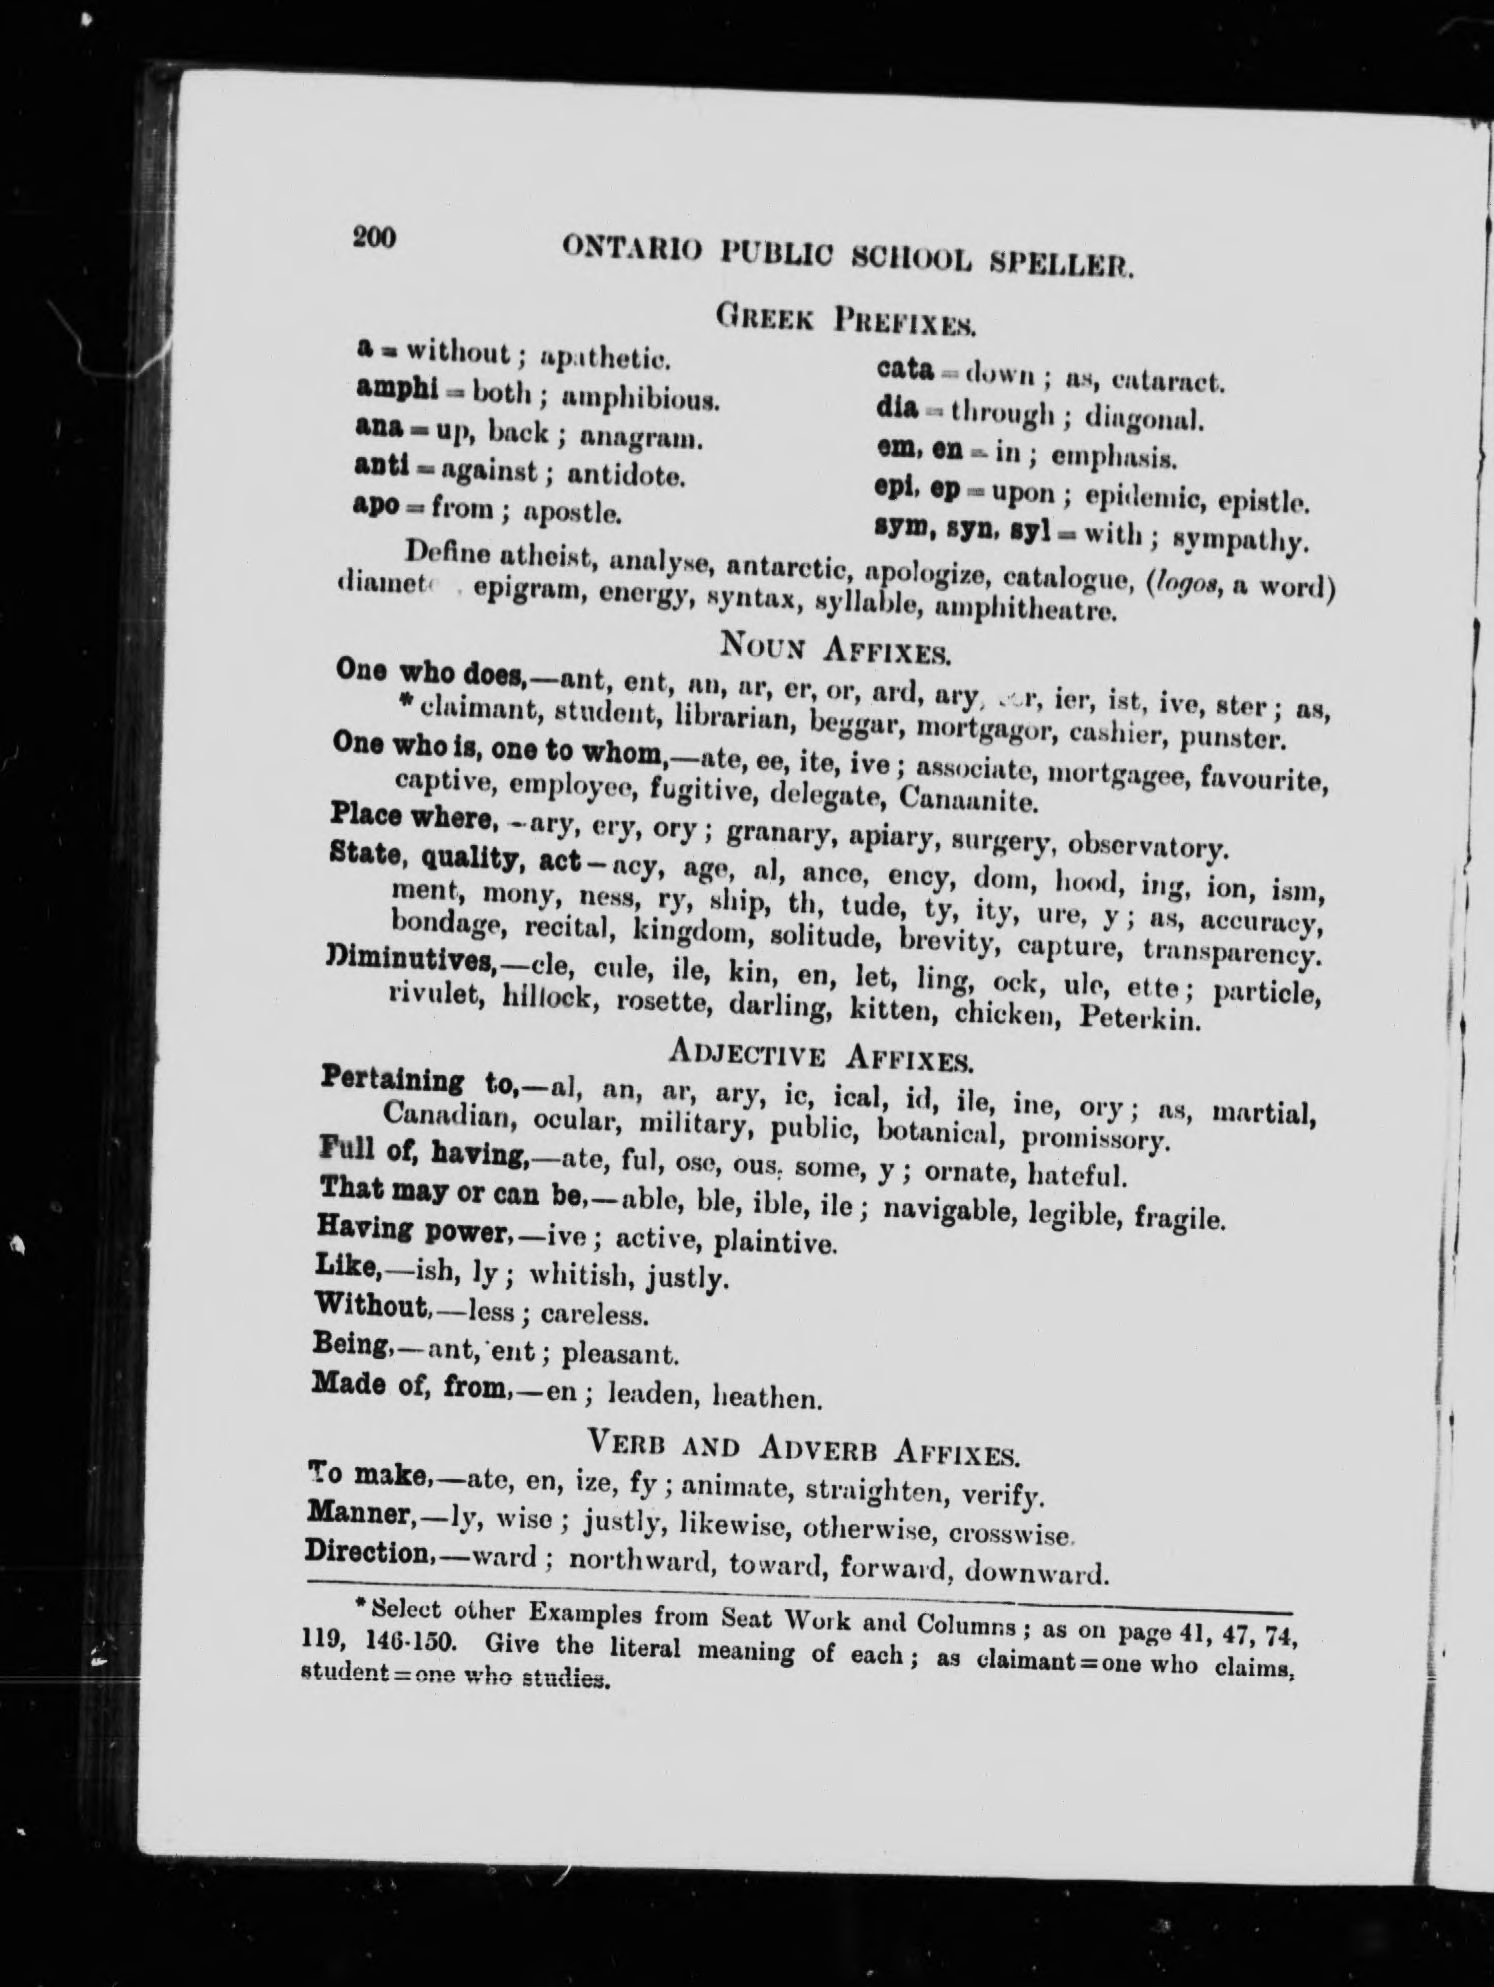 200 ONTARIO PUBLIC SCHOOL SPELLER.
GREEK PREFIXES.
a = without ; apathetic.
amphi = both ; amphibious.
ana = up, back ; anagram.
anti = against ; antidote.
apo = from ; apostle.
cata = down ; as, cataract.
dia = through ; diagonal.
em, en = in ; emphasis.
epi, ep = upon ; epidemic, epistle.
sym, syn, syl = with ; sympathy.
Define atheist, analyse, antarctic, apologize, catalogue, (logos, a word)
epigram, energy, syntax, syllable, amphitheatre.
NOUN AFFIXES.
One who does,—ant, ent, an, ar, er, or, ard, ary, ier, ist, ive, ster ; as,
*claimant, student, librarian, beggar, mortgagor, cashier, punster.
One who is, one to whom,—ate, ee, ite, ive ; associate, mortgagee, favourite,
captive, employee, fugitive, delegate, Canaanite.
Place where, -ary, ery, ory ; granary, apiary, surgery, observatory.
State, quality, act—acy, age, al, ance, ency, dom, hood, ing, ion, ism,
ment, mony, ness, ry, ship, th, tude, ty, ity, ure, y ; as, accuracy,
bondage, recital, kingdom, solitude, brevity, capture, transparency.
Diminutives,—cle, cule, ile, kin, en, let, ling, ock, ule, ette ; particle,
rivulet, hillock, rosette, darling, kitten, chicken, Peterkin.
ADJECTIVE AFFIXES.
Pertaining to,—al, an, ar, ary, ic, ical, id, ile, ine, ory ; as, martial,
Canadian, ocular, military, public, botanical, promissory.
Full of, having,—ate, ful, ose, ous, some, y ; ornate, hateful.
That may or can be,—able, ble, ible, ile ; navigable, legible, fragile.
Having power,—ive ; active, plaintive.
Like,—ish, ly ; whitish, justly.
Without,—less ; careless.
Being,—ant, ent ; pleasant.
Made of, from,—en ; leaden, heathen.
VERB AND ADVERB AFFIXES.
To make,—ate, en, ize, fy ; animate, straighten, verify.
Manner,—ly, wise ; justly, likewise, otherwise, crosswise.
Direction,—ward ; northward, toward, forward, downward.
*Select other Examples from Seat Work and Columns ; as on page 41, 47, 74,
119, 146-150. Give the literal meaning of each ; as claimant=one who claims,
student=one who studies.